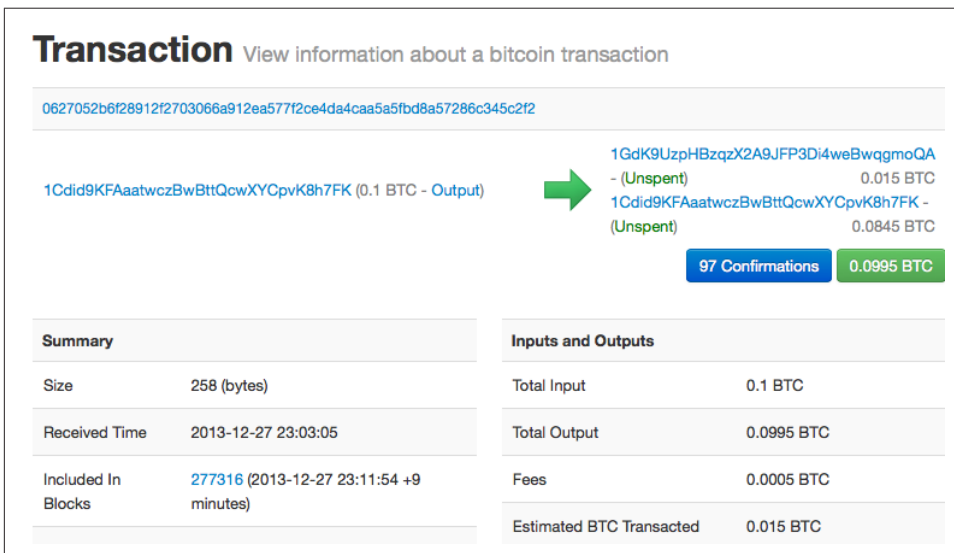 Transaction View information about a bitcoin transaction
0627052b6f28912f2703066a912ea577f2ce4da4caa5a5fbd8a57286c345c2f2
1Cdid9KFAaatwczBwBttQcwXYCpvK8h7FK (0.1 BTC - Output)
1GdK9UzpHBzqzX2A9JFP3Di4weBwqgmoQA
- (Unspent) 0.015 BTC
1Cdid9KFAaatwczBwBttQcwXYCpvK8h7FK -
(Unspent) 0.0845 BTC
97 Confirmations 0.0995 BTC
Summary
Size 258 (bytes)
Received Time 2013-12-27 23:03:05
Included In
Blocks
277316 (2013-12-27 23:11:54 +9
minutes)
Inputs and Outputs
Total Input 0.1 BTC
Total Output 0.0995 BTC
Fees 0.0005 BTC
Estimated BTC Transacted 0.015 BTC